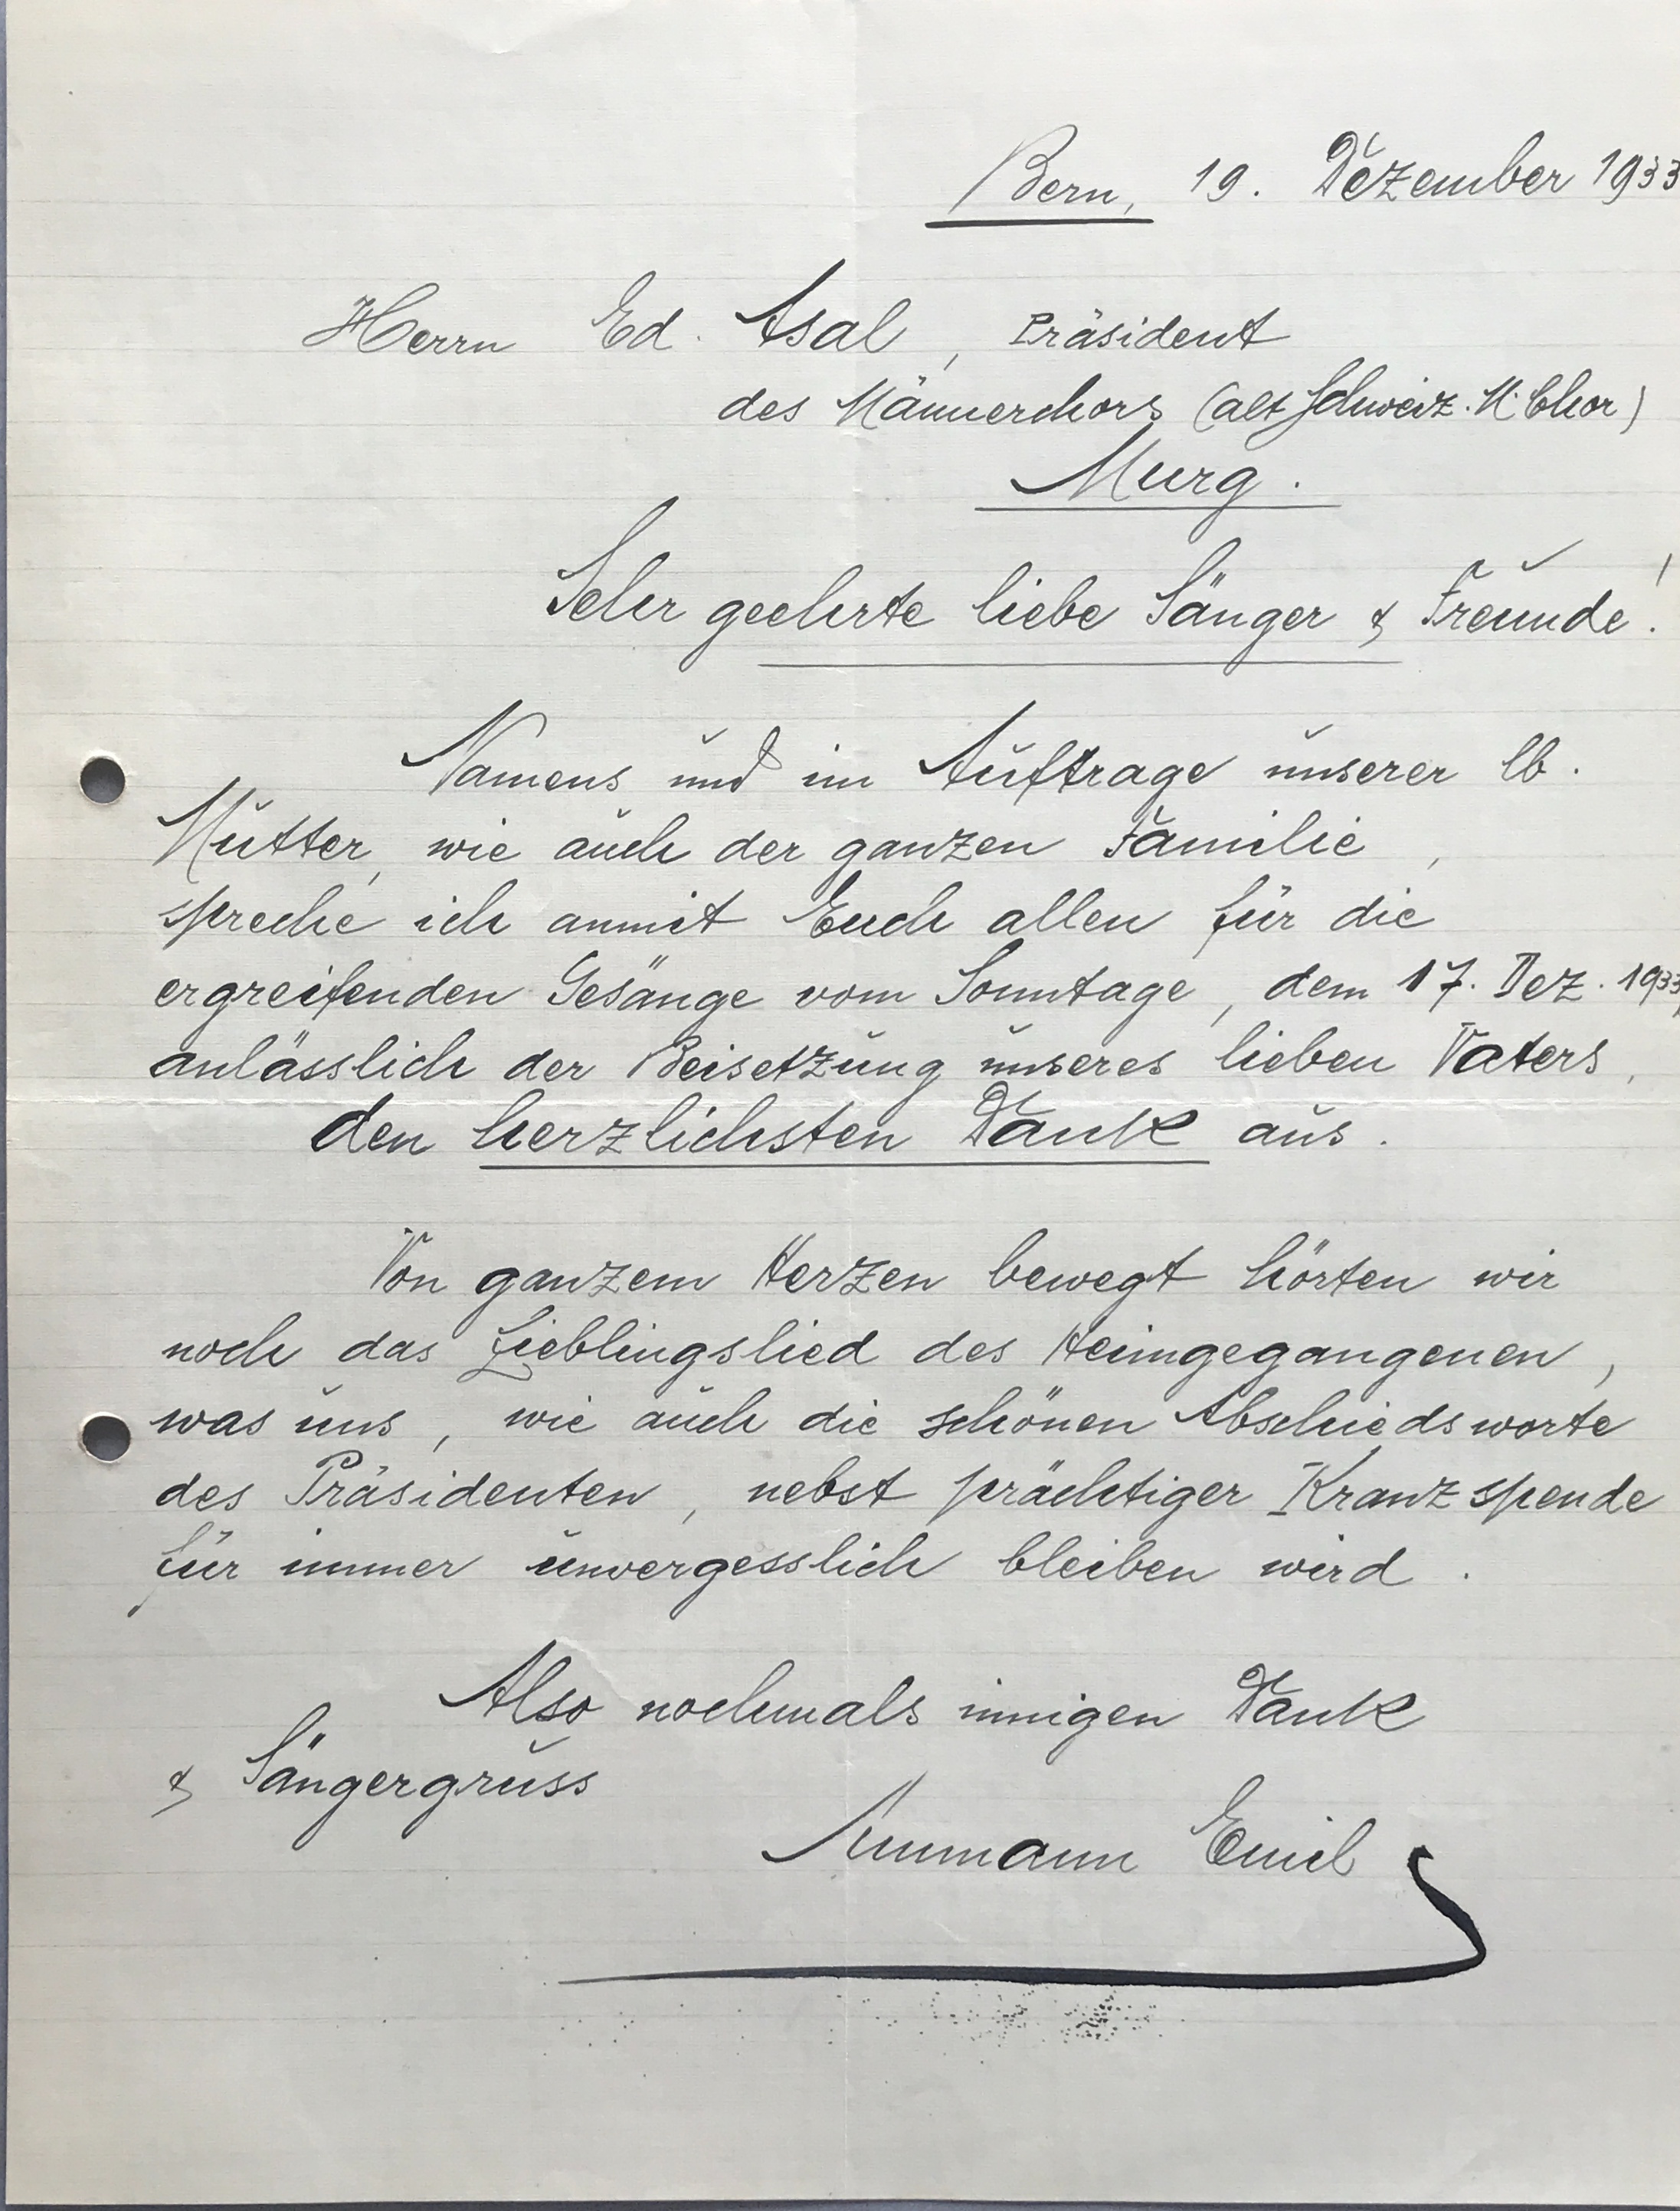 Bern, 19. Dezember 1933
Herrn Ed. Asal, Präsident
des Männerchors (alt Schweiz. M. Chor)
Murg.
Sehr geehrte liebe Sänger & Freunde!
Namens und im Auftrage unserer lb.
Mutter, wie auch der ganzen Familie,
spreche ich anmit Euch allen für die
ergreifenden Gesänge vom Sonntage, dem 17. Dez. 1933,
anlässlich der Beisetzung unseres lieben Vaters,
den herzlichsten Dank aus.
Von ganzem Herzen bewegt hörten wir
noch das Lieblingslied des Heimgegangenen,
was uns, wie auch die schönen Abschiedsworte
des Präsidenten, nebst prächtiger Kranzspende
für immer unvergesslich bleiben wird.
Also nochmals innigen Dank
& Sängergruss
Ammann Emil